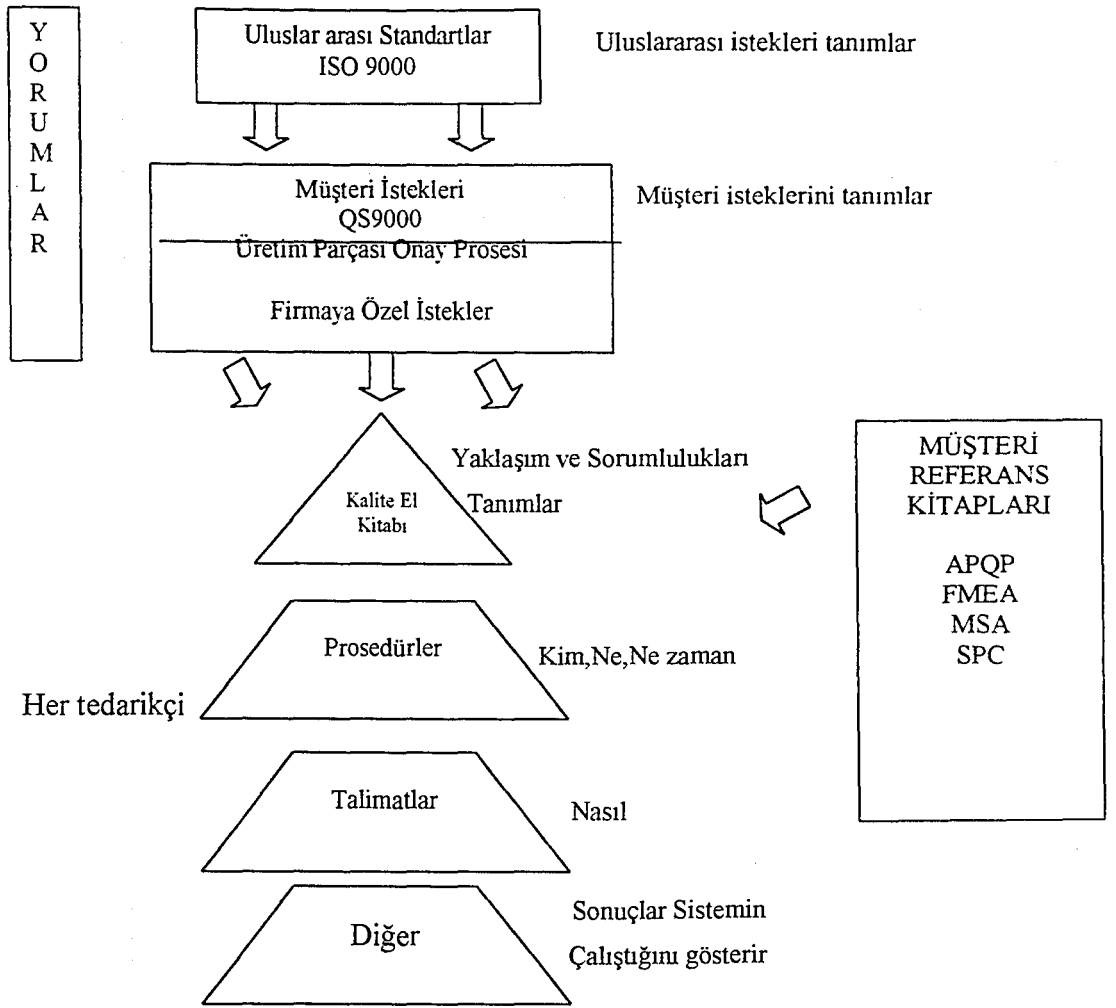 Y
O
R
U
M
L
A
R
Uluslar arası Standartlar
ISO 9000
Uluslararası istekleri tanımlar
Müşteri İstekleri
QS9000
Üretim Parçası Onay Prosesi
Firmaya Özel İstekler
Müşteri isteklerini tanımlar
Kalite El
Kitabı
Yaklaşım ve Sorumlulukları
Tanımlar
MÜŞTERİ
REFERANS
KİTAPLARI
APQP
FMEA
MSA
SPC
Prosedürler
Kim,Ne,Ne zaman
Her tedarikçi
Talimatlar
Nasıl
Diğer
Sonuçlar Sistemin
Çalıştığını gösterir